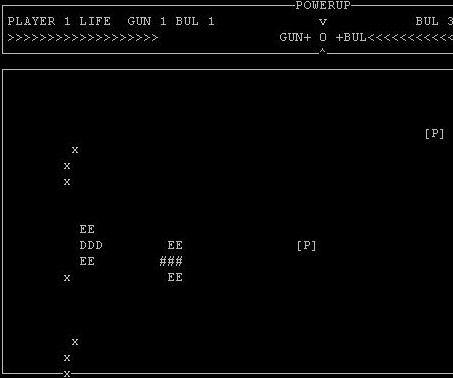 POWERUP
PLAYER 1 LIFE GUN 1 BUL 1 v BUL 3
>>>>>>>>>>>>>>>>>>> GUN+ O +BUL<<<<<<<<<<<
^
[P]
x
x
x
EE
DDD EE [P]
EE ###
x EE
x
x
x